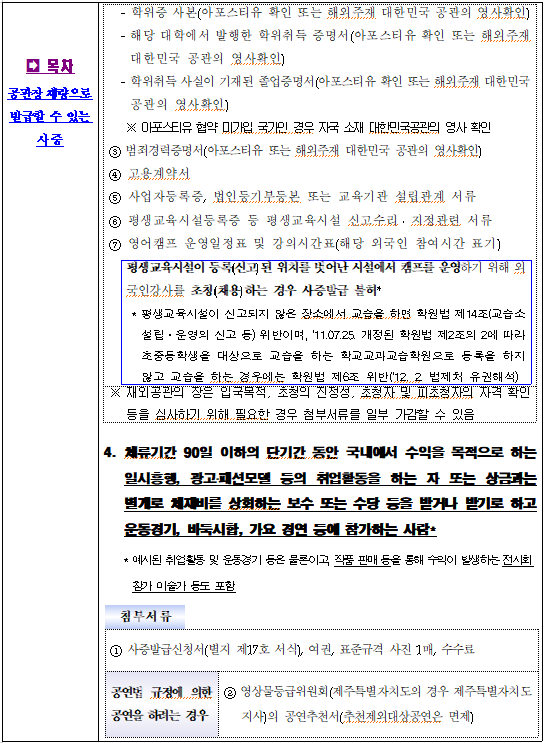 - 학위증 사본(아포스티유 확인 또는 해외주재 대한민국 공관의 영사확인)
- 해당 대학에서 발행한 학위취득 증명서(아포스티유 확인 또는 해외주재
대한민국 공관의 영사확인)
- 학위취득 사실이 기재된 졸업증명서(아포스티유 확인 또는 해외주재 대한민국
공관의 영사확인)
※ 아포스티유 협약 미가입 국가인 경우 자국 소재 대한민국공관의 영사 확인
③ 범죄경력증명서(아포스티유 또는 해외주재 대한민국 공관의 영사확인)
④ 고용계약서
⑤ 사업자등록증, 법인등기부등본 또는 교육기관 설립관계 서류
⑥ 평생교육시설등록증 등 평생교육시설 신고수리·지정관련 서류
⑦ 영어캠프 운영일정표 및 강의시간표(해당 외국인 참여시간 표기)
평생교육시설이 등록(신고)된 위치를 벗어난 시설에서 캠프를 운영하기 위해 외
국인강사를 초청(채용)하는 경우 사증발급 불허*
* 평생교육시설이 신고되지 않은 장소에서 교습을 하면 학원법 제14조(교습소
설립·운영의 신고 등) 위반이며, '11.07.25. 개정된 학원법 제2조의 2에 따라
초중등학생을 대상으로 교습을 하는 학교교과교습학원으로 등록을 하지
않고 교습을 하는 경우에는 학원법 제6조 위반('12. 2 법제처 유권해석)
※ 재외공관의 장은 입국목적, 초청의 진정성, 초청자 및 피초청자의 자격 확인
등을 심사하기 위해 필요한 경우 첨부서류를 일부 가감할 수 있음
목차
공관장 재량으로
발급할 수 있는
사증
4. 체류기간 90일 이하의 단기간 동안 국내에서 수익을 목적으로 하는
일시흥행, 광고·패션모델 등의 취업활동을 하는 자 또는 상금과는
별개로 체재비를 상회하는 보수 또는 수당 등을 받거나 받기로 하고
운동경기, 바둑시합, 가요 경연 등에 참가하는 사람*
* 예시된 취업활동 및 운동경기 등은 물론이고, 작품 판매 등을 통해 수익이 발생하는 전시회
참가 미술가 등도 포함
첨부서류
① 사증발급신청서(별지 제17호 서식), 여권, 표준규격 사진 1매, 수수료
공연법 규정에 의한
공연을 하려는 경우
② 영상물등급위원회(제주특별자치도의 경우 제주특별자치도
지사)의 공연추천서(추천제외대상공연은 면제)